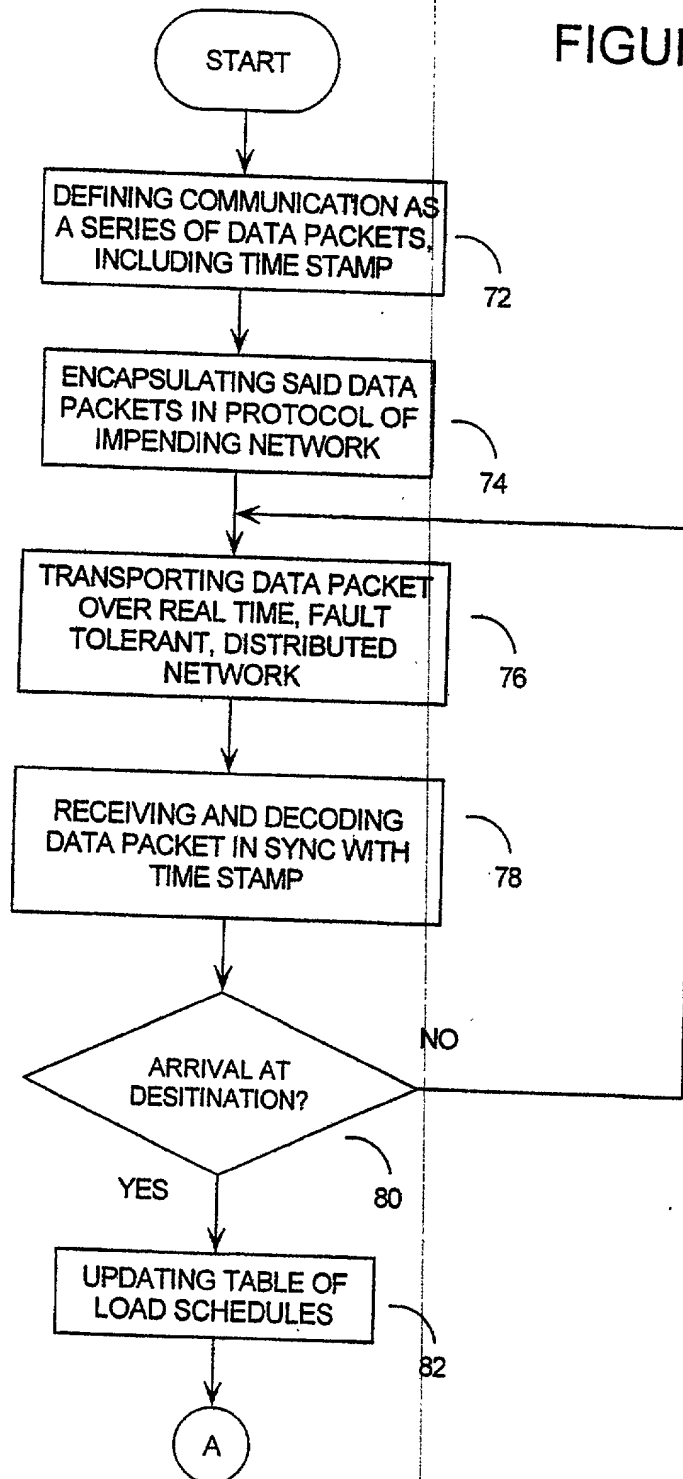 START
FIGUR
DEFINING COMMUNICATION AS
A SERIES OF DATA PACKETS,
INCLUDING TIME STAMP
72
ENCAPSULATING SAID DATA
PACKETS IN PROTOCOL OF
IMPENDING NETWORK
74
TRANSPORTING DATA PACKET
OVER REAL TIME, FAULT
TOLERANT, DISTRIBUTED
NETWORK
76
RECEIVING AND DECODING
DATA PACKET IN SYNC WITH
TIME STAMP
78
NO
ARRIVAL AT
DESITINATION?
80
YES
UPDATING TABLE OF
LOAD SCHEDULES
82
A